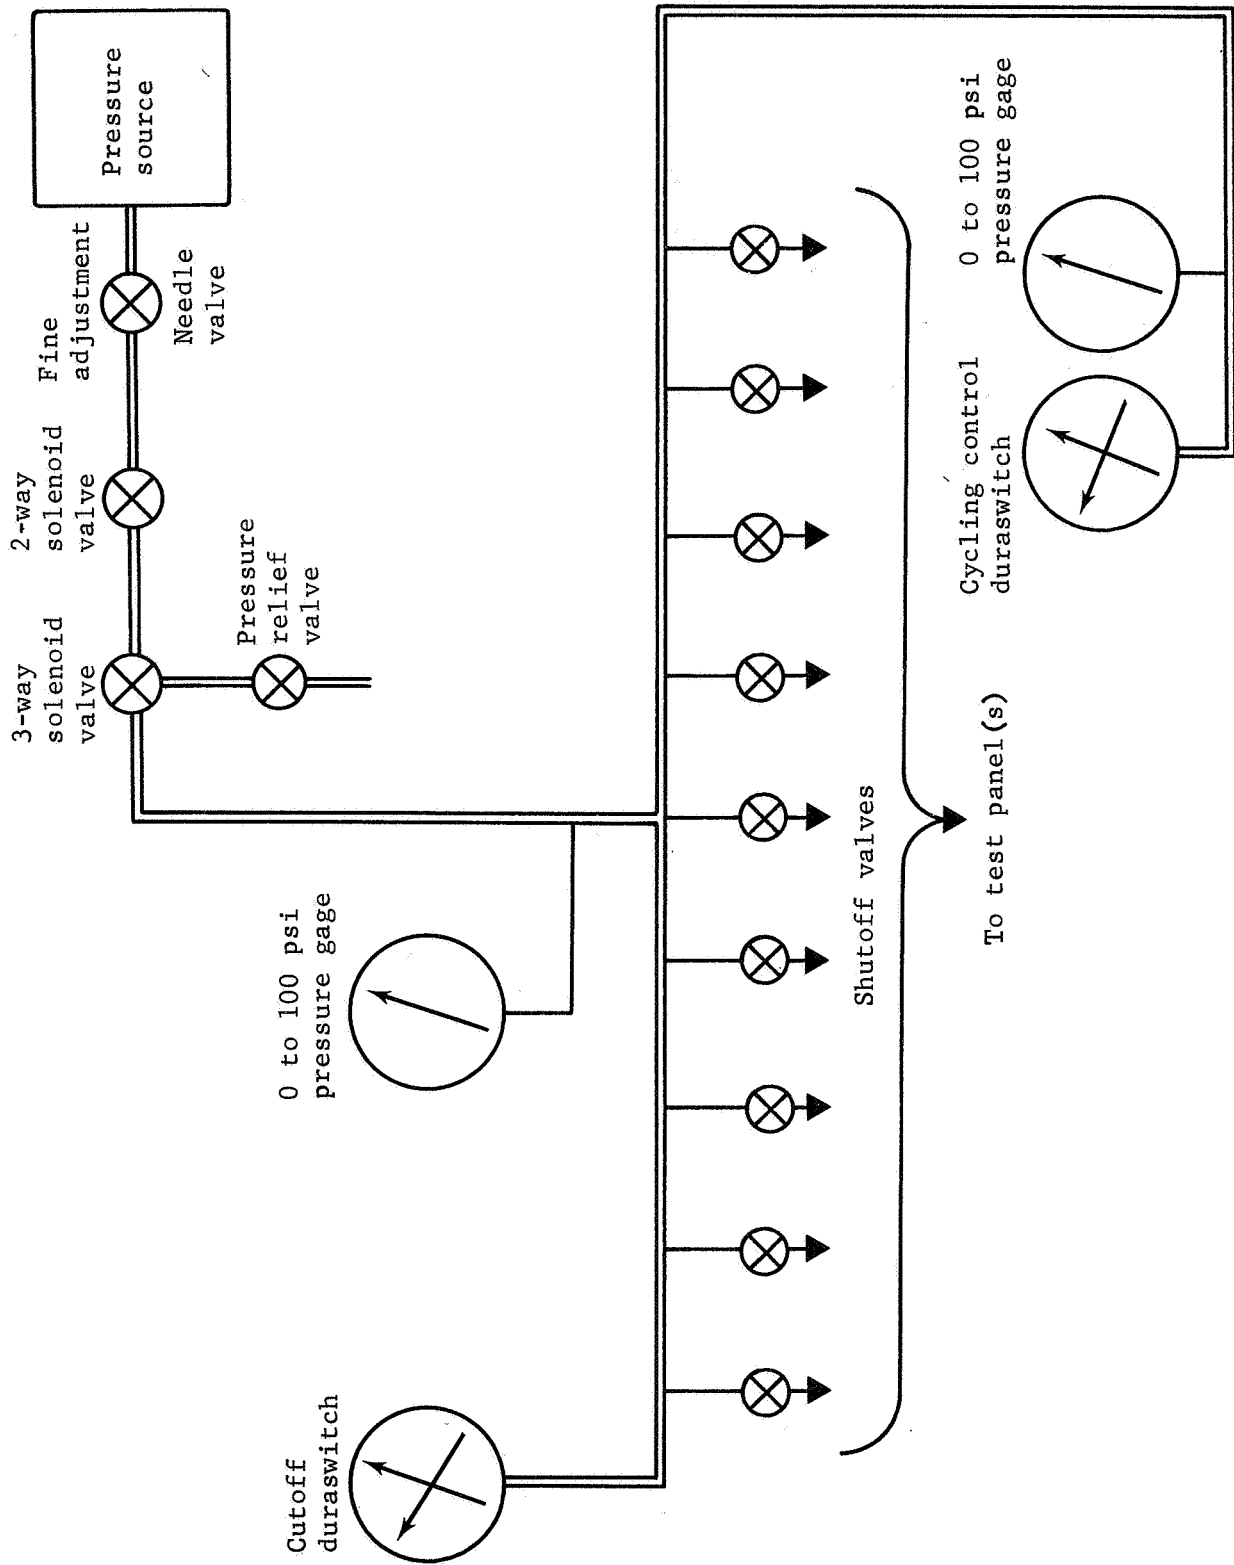 Pressure
source
Fine
adjustment
Needle
valve
2-way
solenoid
valve
3-way
solenoid
valve
Pressure
relief
valve
0 to 100 psi
pressure gage
Cutoff
duraswitch
Shutoff valves
To test panel(s)
Cycling control
duraswitch
0 to 100 psi
pressure gage